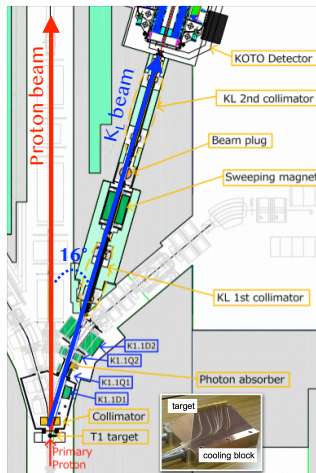 KOTO Detector
Proton beam
KL beam
KL 2nd collimator
Beam plug
Sweeping magnet
16°
KL 1st collimator
K1.1D2
K1.1Q2
Photon absorber
K1.1Q1
K1.1D1
Collimator
T1 target
Primary
Proton
target
cooling block